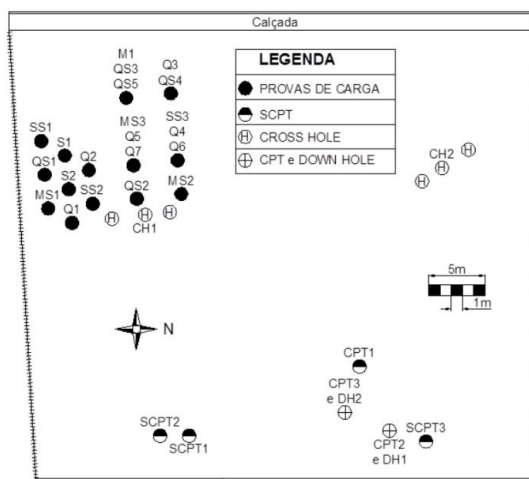 Calçada
LEGENDA
PROVAS DE CARGA
SCPT
CROSS HOLE
CPT e DOWN HOLE
M1
QS3
QS5
Q3
QS4
MS3
Q5
Q7
SS3
Q4
Q6
SS1
S1
QS1
Q2
S2
MS1
SS2
Q1
QS2
MS2
H
H
H
CH1
CH2
H
H
H
5m
1m
N
CPT1
CPT3
e DH2
SCPT2
SCPT1
SCPT3
CPT2
e DH1